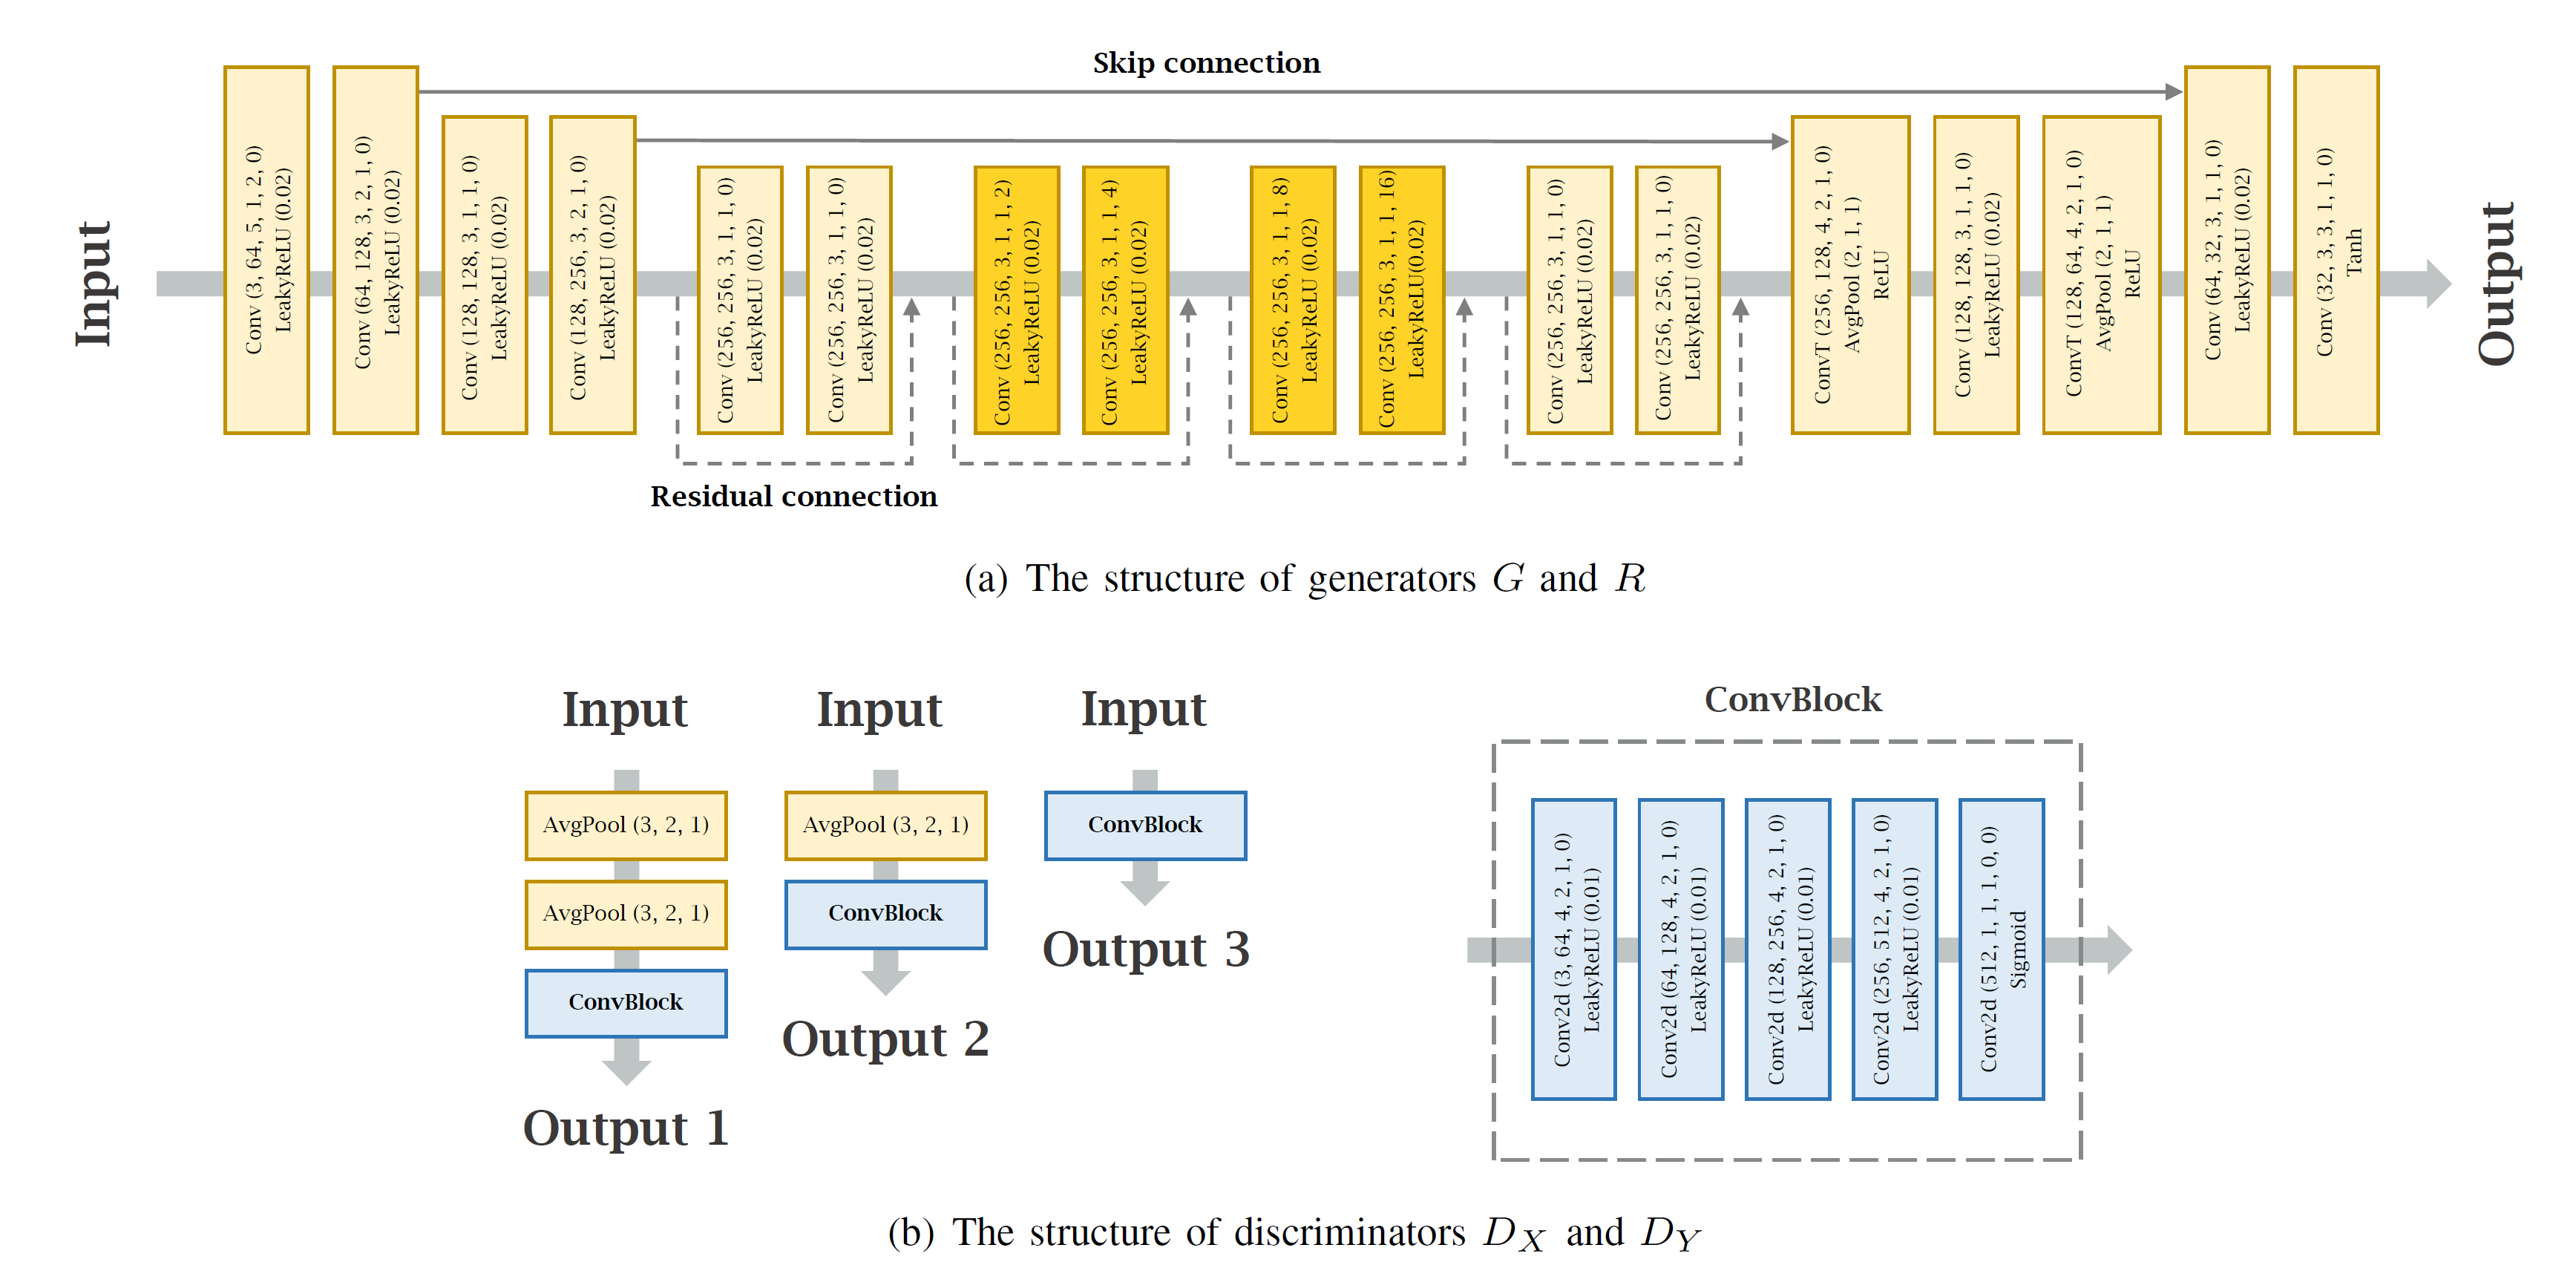 Skip connection
Input
Conv (3, 64, 5, 1, 2, 0)
LeakyReLU (0.02)
Conv (64, 128, 3, 2, 1, 0)
LeakyReLU (0.02)
Conv (128, 128, 3, 1, 1, 0)
LeakyReLU (0.02)
Conv (128, 256, 3, 2, 1, 0)
LeakyReLU (0.02)
Conv (256, 256, 3, 1, 1, 0)
LeakyReLU (0.02)
Conv (256, 256, 3, 1, 1, 0)
LeakyReLU (0.02)
Conv (256, 256, 3, 1, 1, 2)
LeakyReLU (0.02)
Conv (256, 256, 3, 1, 1, 4)
LeakyReLU (0.02)
Conv (256, 256, 3, 1, 1, 8)
LeakyReLU (0.02)
Conv (256, 256, 3, 1, 1, 16)
LeakyReLU(0.02)
Conv (256, 256, 3, 1, 1, 0)
LeakyReLU (0.02)
Conv (256, 256, 3, 1, 1, 0)
LeakyReLU (0.02)
ConvT (256, 128, 4, 2, 1, 0)
AvgPool (2, 1, 1)
ReLU
Conv (128, 128, 3, 1, 1, 0)
LeakyReLU (0.02)
ConvT (128, 64, 4, 2, 1, 0)
AvgPool (2, 1, 1)
ReLU
Conv (64, 32, 3, 1, 1, 0)
LeakyReLU (0.02)
Conv (32, 3, 3, 1, 1, 0)
Tanh
Output
Residual connection
(a) The structure of generators G and R
Input
AvgPool (3, 2, 1)
AvgPool (3, 2, 1)
ConvBlock
Output 1
Input
AvgPool (3, 2, 1)
ConvBlock
Output 2
Input
ConvBlock
Output 3
ConvBlock
Conv2d (3, 64, 4, 2, 1, 0)
LeakyReLU (0.01)
Conv2d (64, 128, 4, 2, 1, 0)
LeakyReLU (0.01)
Conv2d (128, 256, 4, 2, 1, 0)
LeakyReLU (0.01)
Conv2d (256, 512, 4, 2, 1, 0)
LeakyReLU (0.01)
Conv2d (512, 1, 1, 1, 0, 0)
Sigmoid
(b) The structure of discriminators D_X and D_Y